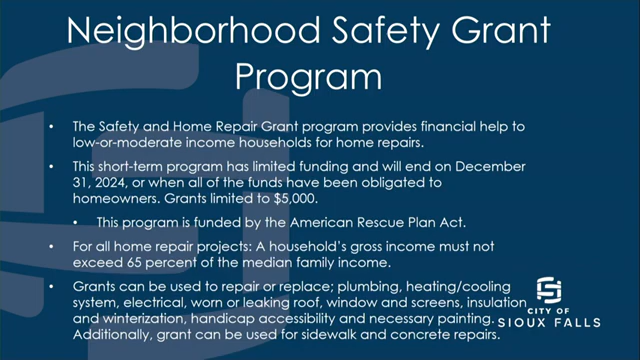 Neighborhood Safety Grant
Program
• The Safety and Home Repair Grant program provides financial help to
low-or-moderate income households for home repairs.
• This short-term program has limited funding and will end on December
31, 2024, or when all of the funds have been obligated to
homeowners. Grants limited to $5,000.
• This program is funded by the American Rescue Plan Act.
• For all home repair projects: A household's gross income must not
exceed 65 percent of the median family income.
• Grants can be used to repair or replace; plumbing, heating/cooling
system, electrical, worn or leaking roof, window and screens, insulation
and winterization, handicap accessibility and necessary painting.
Additionally, grant can be used for sidewalk and concrete repairs.
CITY OF
SIOUX FALLS